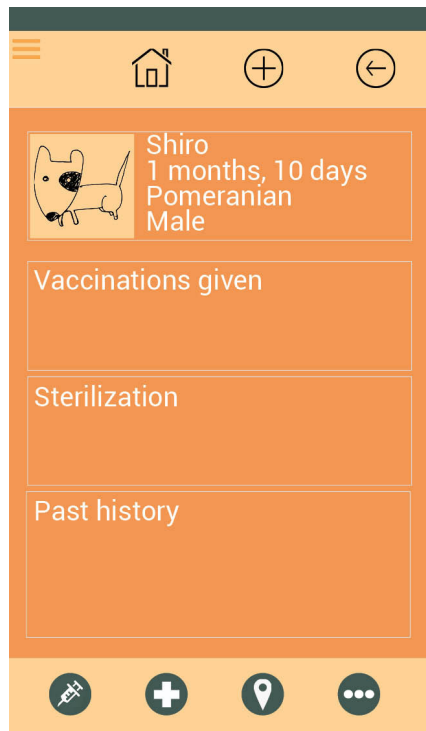 Shiro
1 months, 10 days
Pomeranian
Male
Vaccinations given
Sterilization
Past history